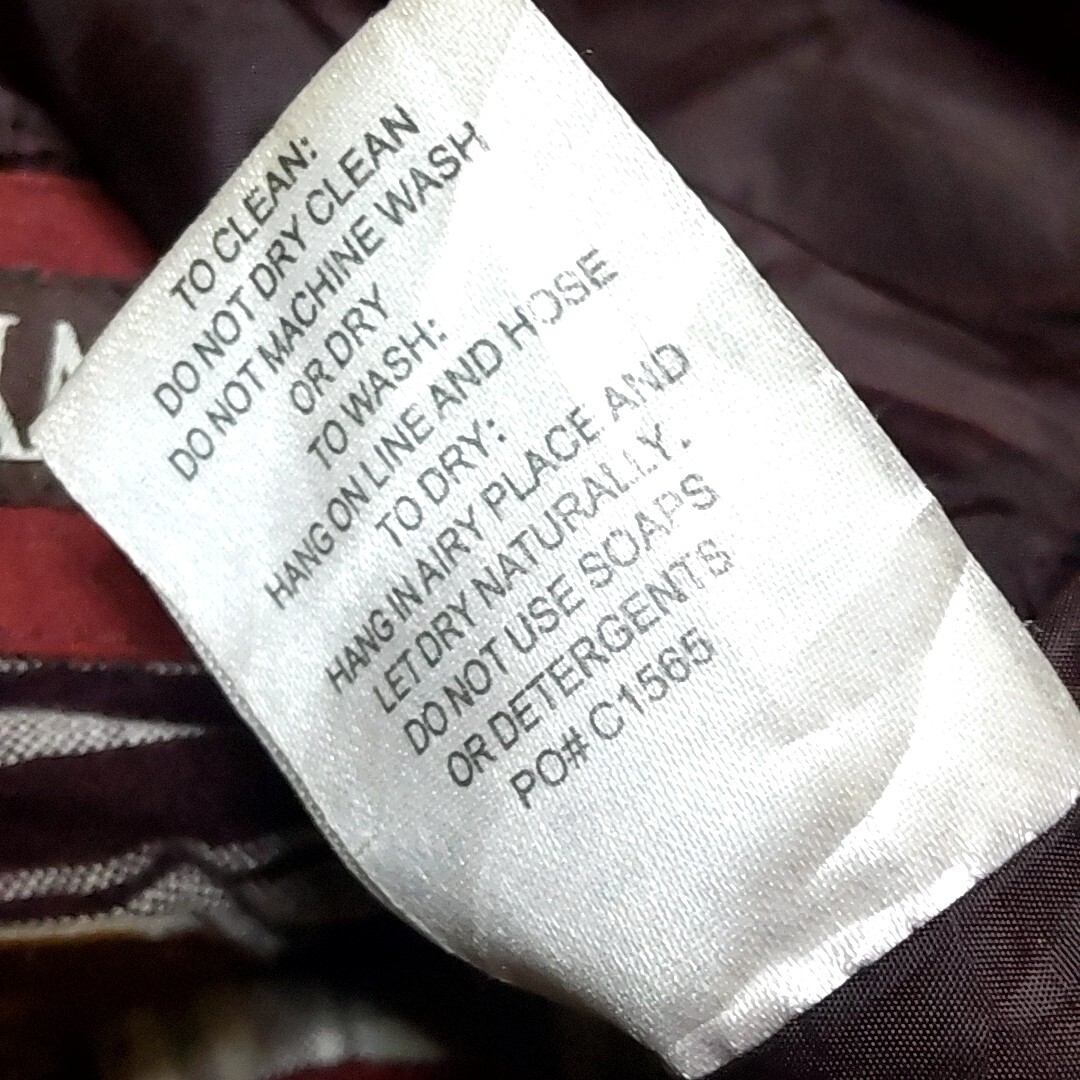 TO CLEAN:
DO NOT DRY CLEAN
DO NOT MACHINE WASH
OR DRY
TO WASH:
HANG ON LINE AND HOSE
TO DRY:
HANG IN AIRY PLACE AND
LET DRY NATURALLY.
DO NOT USE SOAPS
OR DETERGENTS
PO# C1565